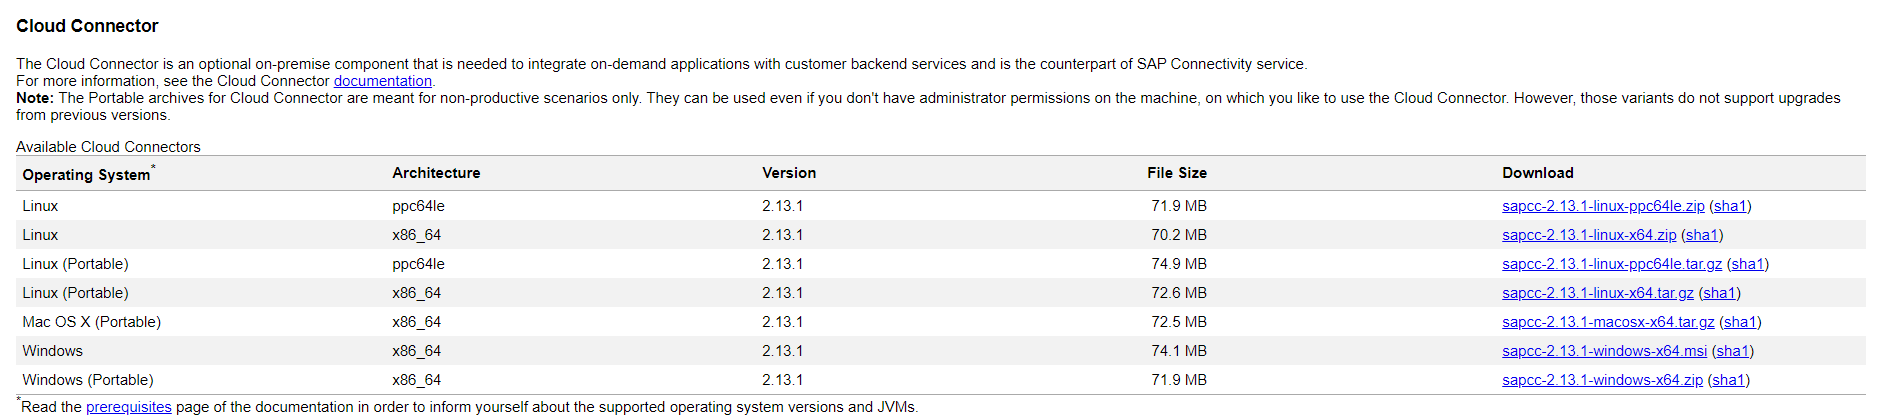 Cloud Connector
The Cloud Connector is an optional on-premise component that is needed to integrate on-demand applications with customer backend services and is the counterpart of SAP Connectivity service.
For more information, see the Cloud Connector documentation.
Note: The Portable archives for Cloud Connector are meant for non-productive scenarios only. They can be used even if you don't have administrator permissions on the machine, on which you like to use the Cloud Connector. However, those variants do not support upgrades
from previous versions.
Available Cloud Connectors
Operating System* Architecture Version File Size Download
Linux ppc64le 2.13.1 71.9 MB sapcc-2.13.1-linux-ppc64le.zip (sha1)
Linux x86_64 2.13.1 70.2 MB sapcc-2.13.1-linux-x64.zip (sha1)
Linux (Portable) ppc64le 2.13.1 74.9 MB sapcc-2.13.1-linux-ppc64le.tar.gz (sha1)
Linux (Portable) x86_64 2.13.1 72.6 MB sapcc-2.13.1-linux-x64.tar.gz (sha1)
Mac OS X (Portable) x86_64 2.13.1 72.5 MB sapcc-2.13.1-macosx-x64.tar.gz (sha1)
Windows x86_64 2.13.1 74.1 MB sapcc-2.13.1-windows-x64.msi (sha1)
Windows (Portable) x86_64 2.13.1 71.9 MB sapcc-2.13.1-windows-x64.zip (sha1)
*Read the prerequisites page of the documentation in order to inform yourself about the supported operating system versions and JVMs.